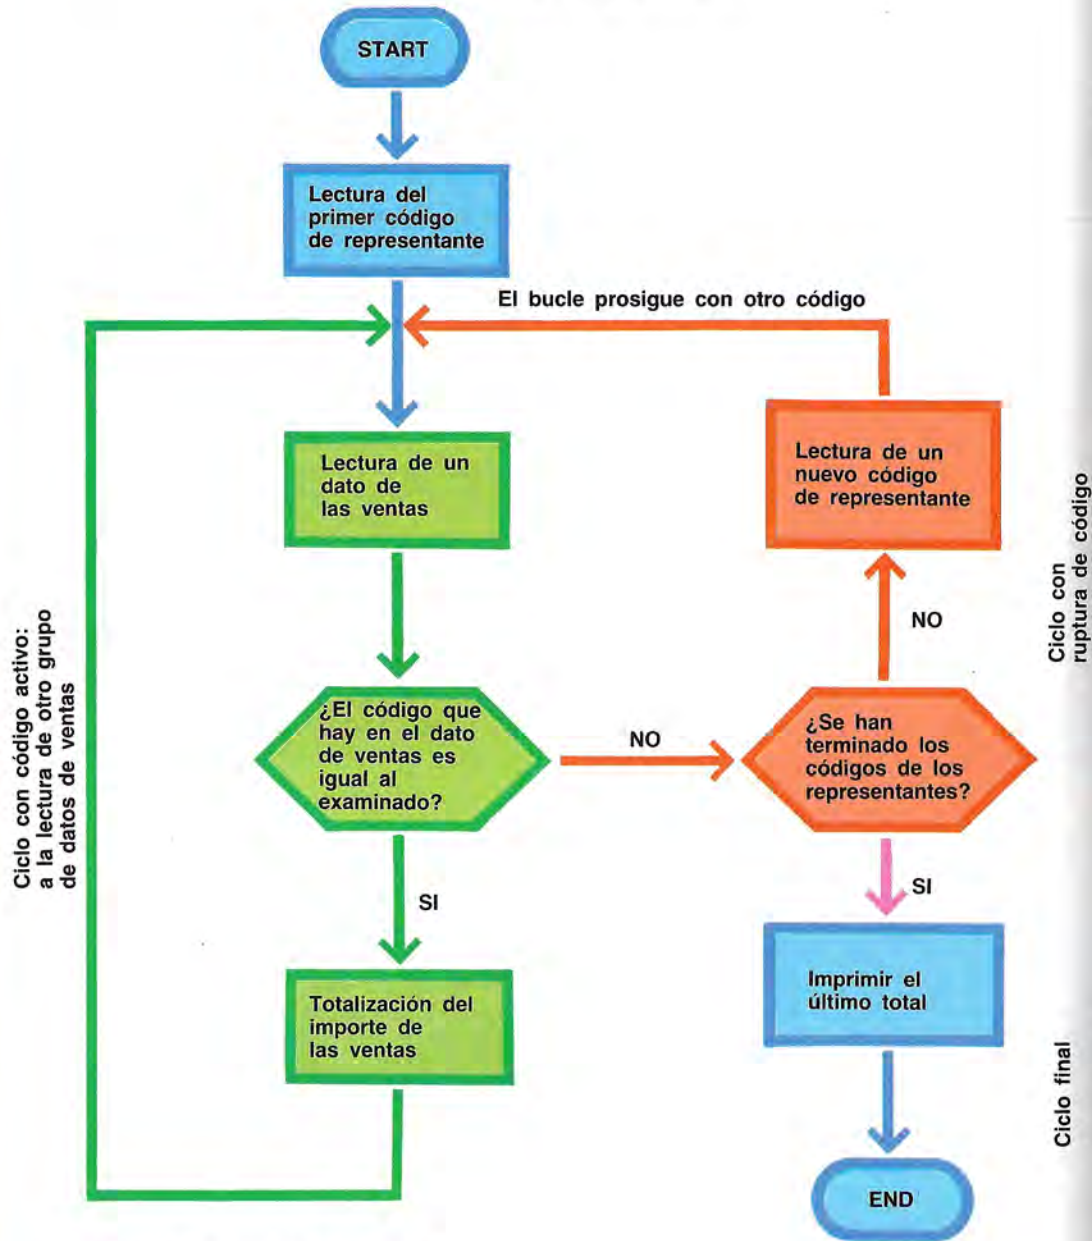 START
Lectura del
primer código
de representante
El bucle prosigue con otro código
Lectura de un
dato de
las ventas
Lectura de un
nuevo código
de representante
NO
¿El código que
hay en el dato
de ventas es
igual al
examinado?
NO
¿Se han
terminado los
códigos de los
representantes?
SI
SI
Totalización del
importe de
las ventas
Imprimir el
último total
END
Ciclo con código activo:
a la lectura de otro grupo
de datos de ventas
Ciclo con
ruptura de código
Ciclo final